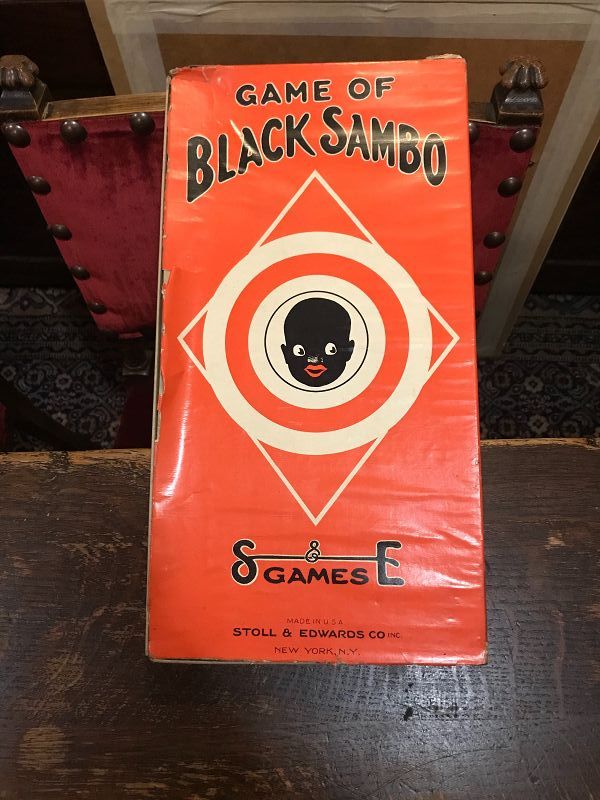 GAME OF
BLACK SAMBO
S & E
GAMES
MADE IN U S A
STOLL & EDWARDS CO INC.
NEW YORK, N.Y.